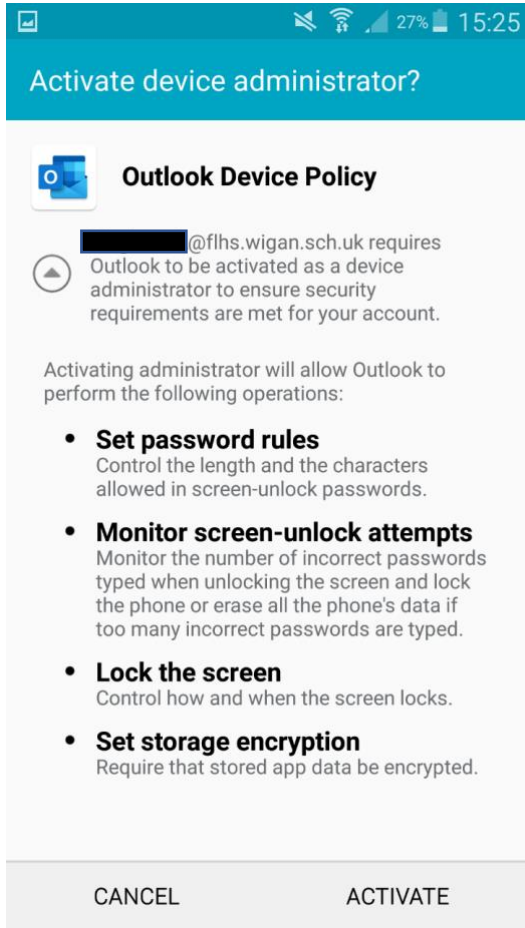 27% 15:25
Activate device administrator?
Outlook Device Policy
@flhs.wigan.sch.uk requires
Outlook to be activated as a device
administrator to ensure security
requirements are met for your account.
Activating administrator will allow Outlook to
perform the following operations:
• Set password rules
Control the length and the characters
allowed in screen-unlock passwords.
• Monitor screen-unlock attempts
Monitor the number of incorrect passwords
typed when unlocking the screen and lock
the phone or erase all the phone's data if
too many incorrect passwords are typed.
• Lock the screen
Control how and when the screen locks.
• Set storage encryption
Require that stored app data be encrypted.
CANCEL ACTIVATE